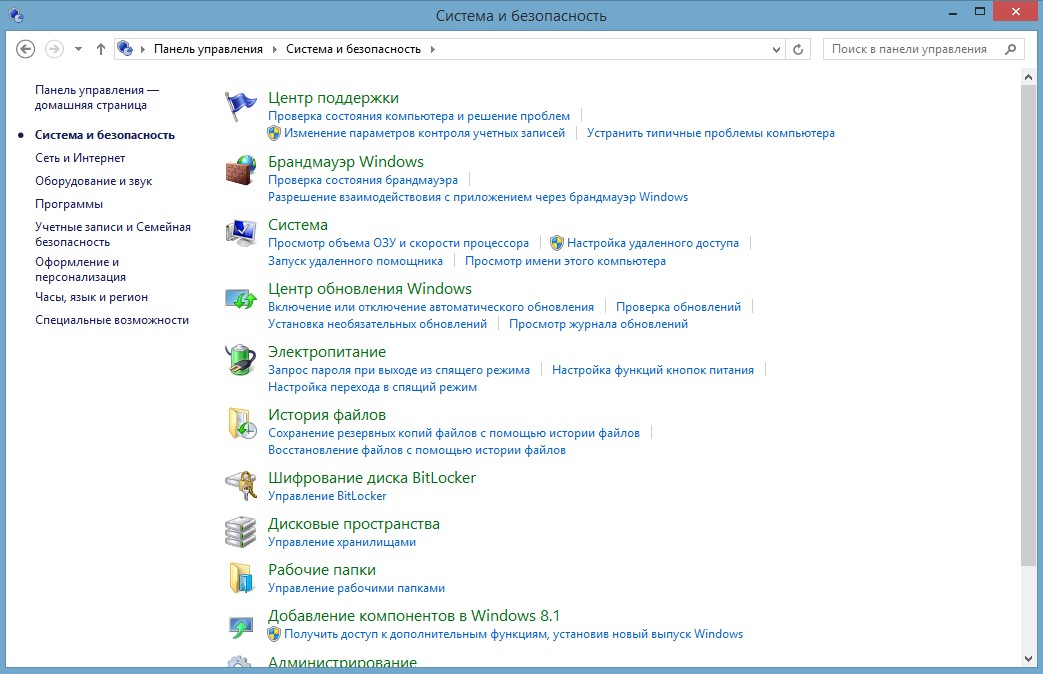 Система и безопасность
Панель управления
Система и безопасность
Поиск в панели управления
Панель управления —
домашняя страница
Система и безопасность
Сеть и Интернет
Оборудование и звук
Программы
Учетные записи и Семейная
безопасность
Оформление и
персонализация
Часы, язык и регион
Специальные возможности
Центр поддержки
Проверка состояния компьютера и решение проблем
Изменение параметров контроля учетных записей
Устранить типичные проблемы компьютера
Брандмауэр Windows
Проверка состояния брандмауэра
Разрешение взаимодействия с приложением через брандмауэр Windows
Система
Просмотр объема ОЗУ и скорости процессора
Настройка удаленного доступа
Запуск удаленного помощника
Просмотр имени этого компьютера
Центр обновления Windows
Включение или отключение автоматического обновления
Проверка обновлений
Установка необязательных обновлений
Просмотр журнала обновлений
Электропитание
Запрос пароля при выходе из спящего режима
Настройка функций кнопок питания
Настройка перехода в спящий режим
История файлов
Сохранение резервных копий файлов с помощью истории файлов
Восстановление файлов с помощью истории файлов
Шифрование диска BitLocker
Управление BitLocker
Дисковые пространства
Управление хранилищами
Рабочие папки
Управление рабочими папками
Добавление компонентов в Windows 8.1
Получить доступ к дополнительным функциям, установив новый выпуск Windows
Администрирование